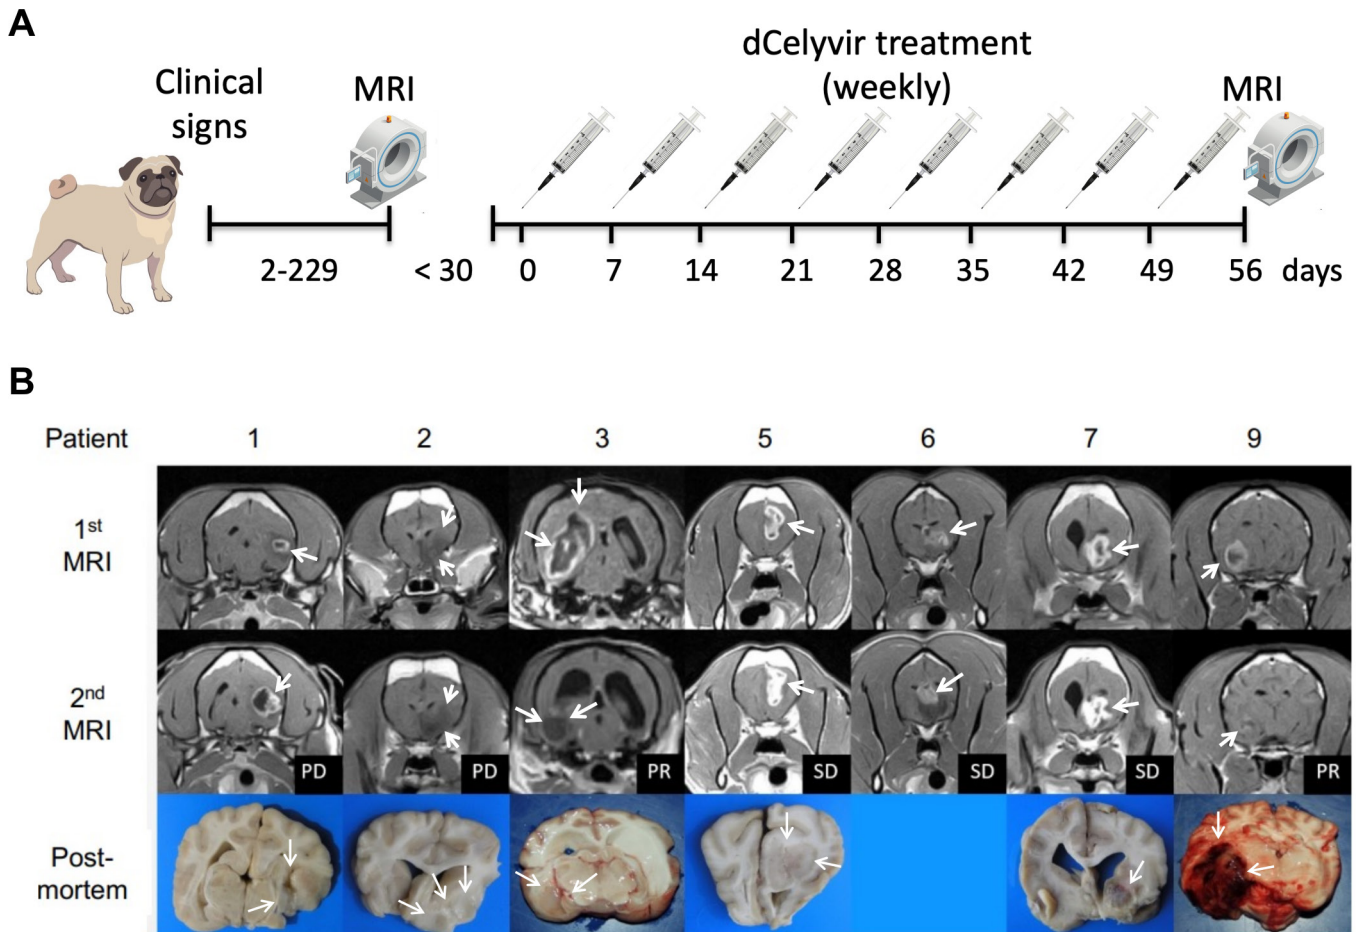 A
Clinical signs
MRI
dCelyvir treatment
(weekly)
MRI
2-229
< 30
0 7 14 21 28 35 42 49 56 days
B
Patient 1 2 3 5 6 7 9
1st
MRI
2nd
MRI
PD PD PR SD SD SD PR
Post-
mortem